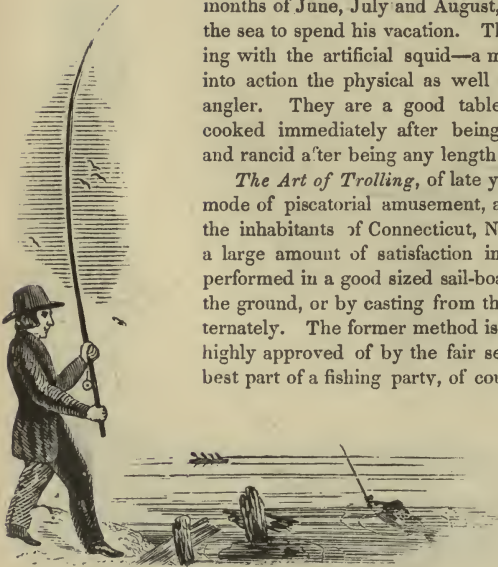 months of June, July and August,
the sea to spend his vacation. Th
ing with the artificial squid—a m
into action the physical as well
angler. They are a good table
cooked immediately after being
and rancid after being any length
The Art of Trolling, of late y
mode of piscatorial amusement, a
the inhabitants of Connecticut, N
a large amount of satisfaction in
performed in a good sized sail-boa
the ground, or by casting from th
ternately. The former method is
highly approved of by the fair se
best part of a fishing party, of cou